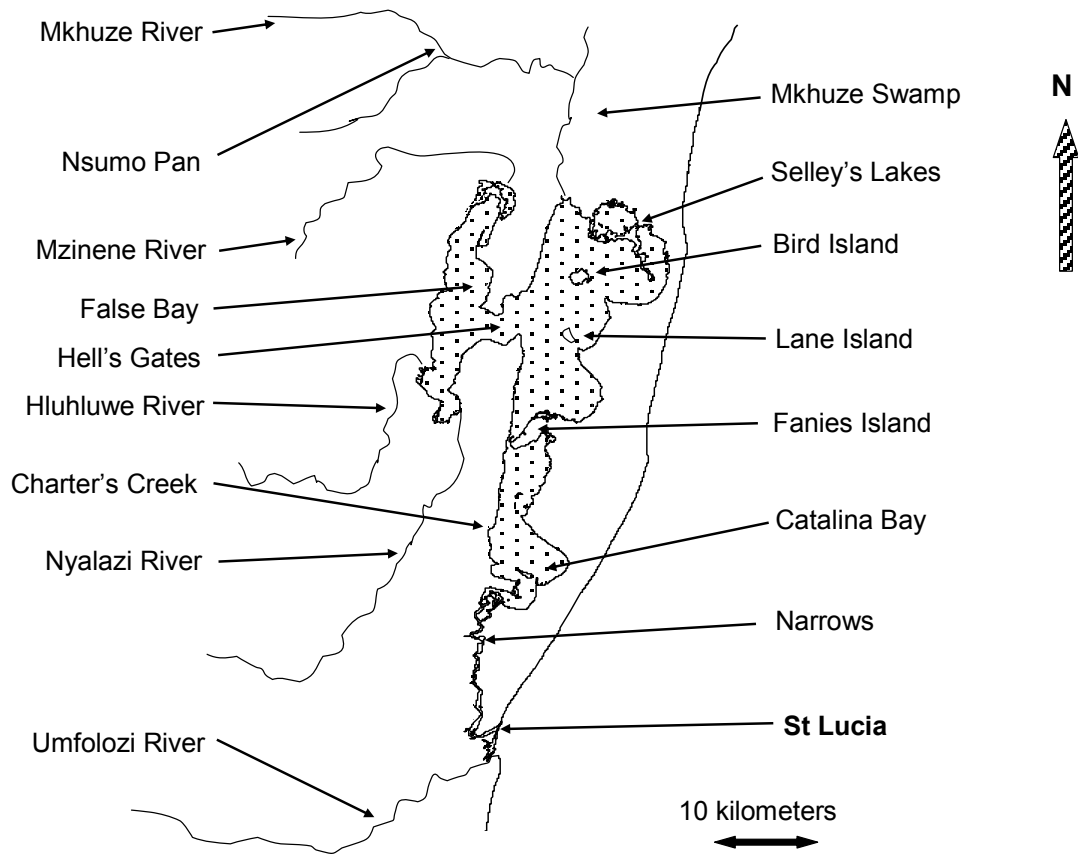 Mkhuze River
Nsumo Pan
Mzinene River
False Bay
Hell's Gates
Hluhluwe River
Charter's Creek
Nyalazi River
Umfolozi River
Mkhuze Swamp
Selley's Lakes
Bird Island
Lane Island
Fanies Island
Catalina Bay
Narrows
St Lucia
10 kilometers
N